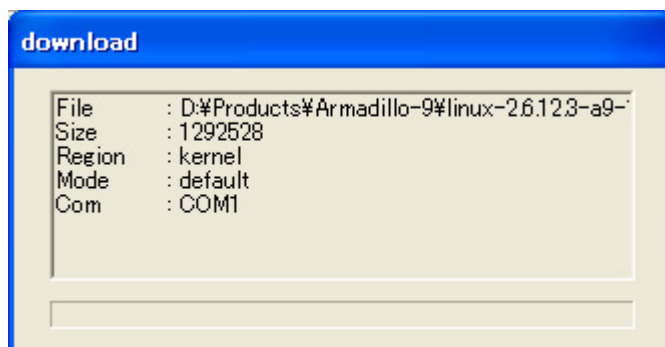 download
File : D:¥Products¥Armadillo-9¥linux-2.6.12.3-a9-
Size : 1292528
Region : kernel
Mode : default
Com : COM1